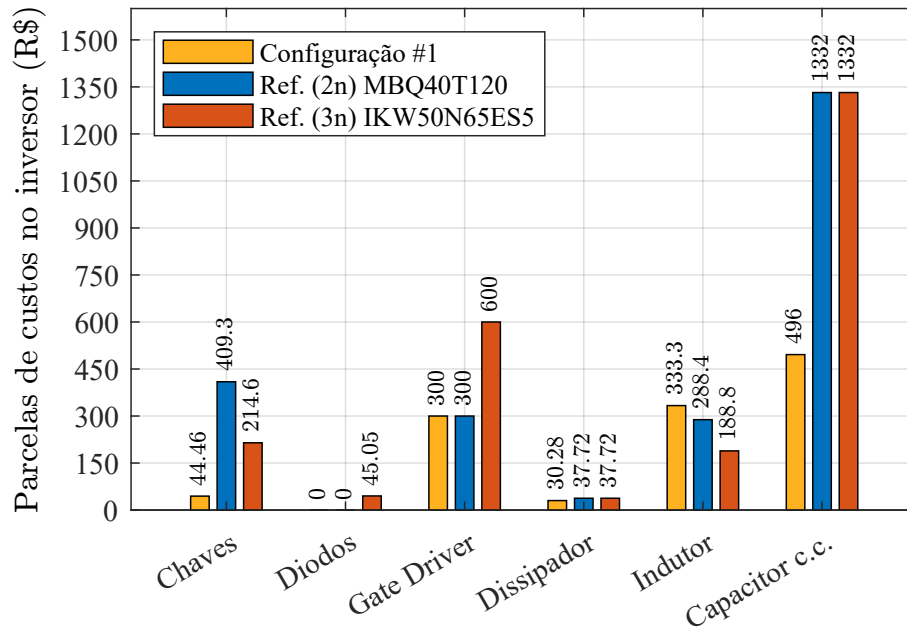 Parcelas de custos no inversor (R$)
1500
1350
1200
1050
900
750
600
450
300
150
0
Configuração #1
Ref. (2n) MBQ40T120
Ref. (3n) IKW50N65ES5
44.46
409.3
214.6
0
0
45.05
300
300
600
30.28
37.72
37.72
333.3
288.4
188.8
496
1332
1332
Chaves
Diodos
Gate Driver
Dissipador
Indutor
Capacitor c.c.